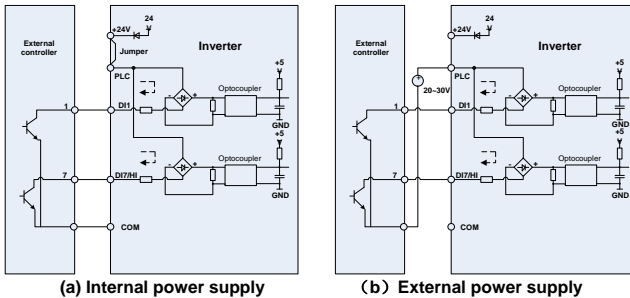 24
V
+24V
External
controller
Jumper
Inverter
PLC
+5
V
Optocoupler
1
DI1
- +
GND
+5
V
Optocoupler
7
DI7/HI
- +
GND
COM
(a) Internal power supply
24
V
+24V
External
controller
Inverter
PLC
20~30V
+5
V
Optocoupler
1
DI1
- +
GND
+5
V
Optocoupler
7
DI7/HI
- +
GND
COM
(b) External power supply